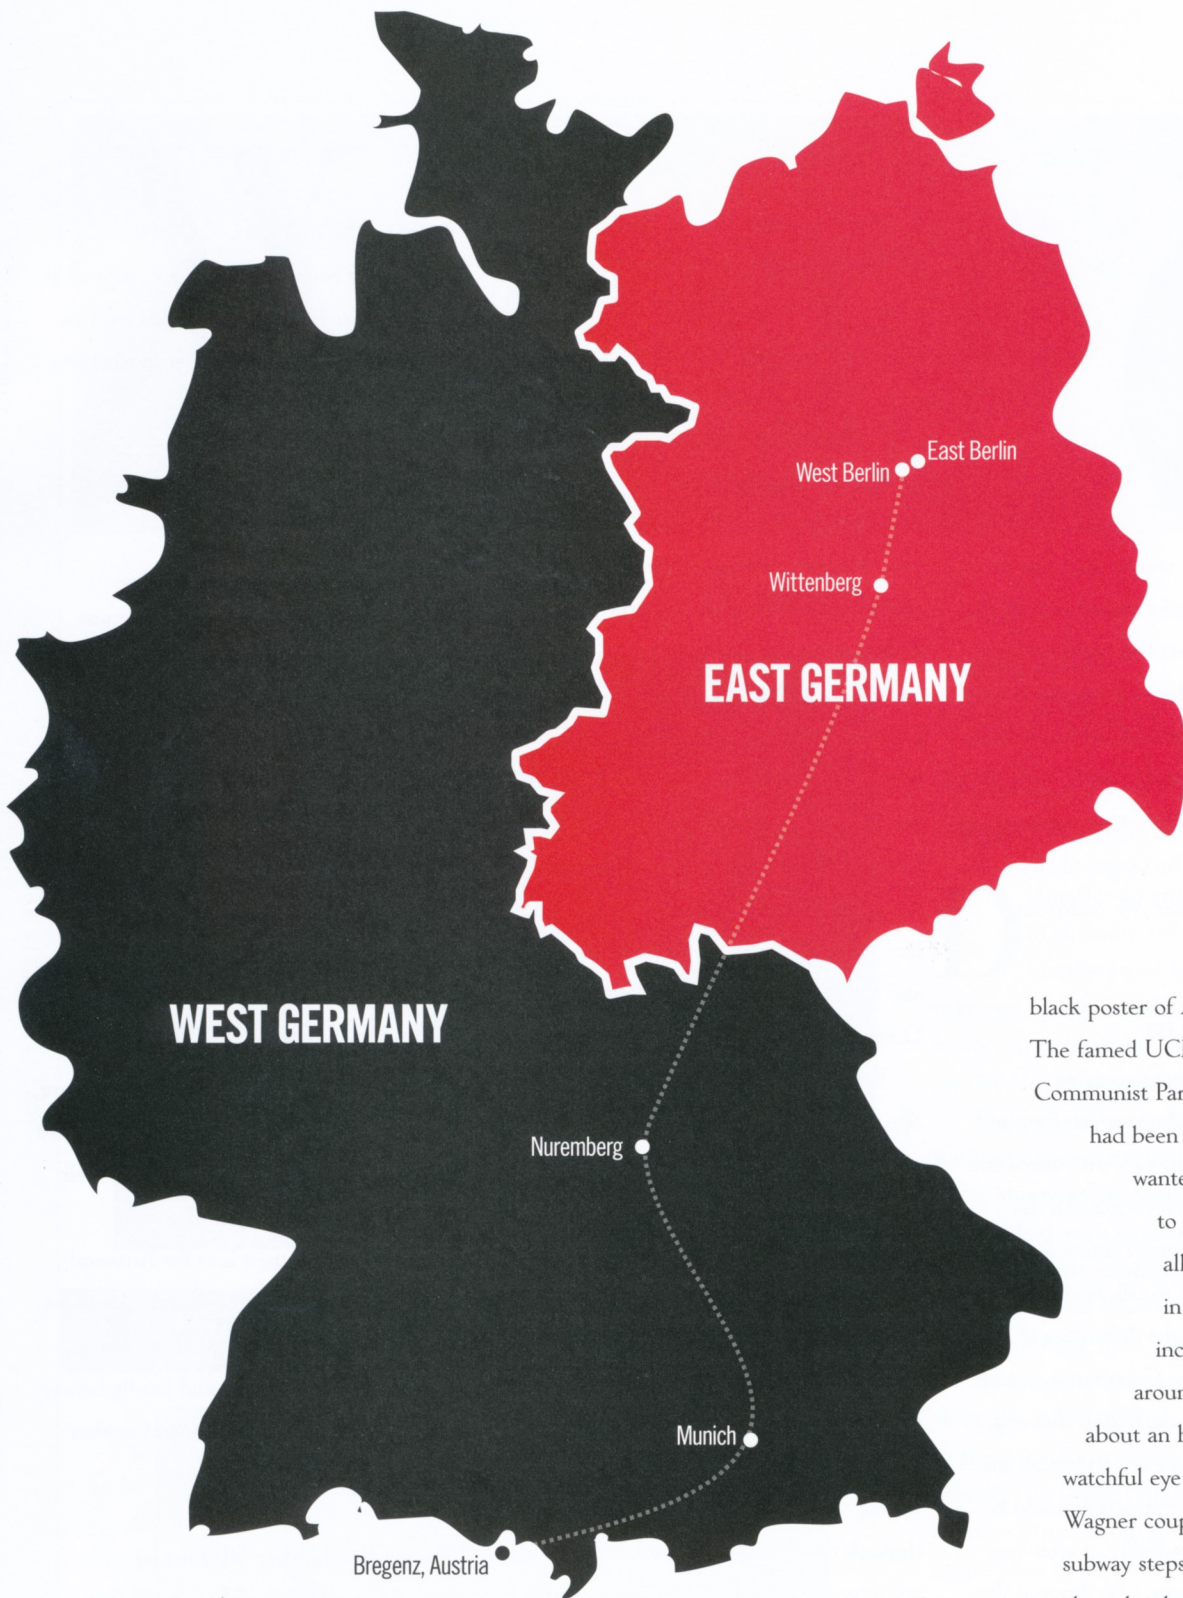 East Berlin
West Berlin
Wittenberg
EAST GERMANY
WEST GERMANY
Nuremberg
Munich
Bregenz, Austria
black poster of
The famed
Communist
had been
to
in
about an
watchful eye
Wagner
subway steps